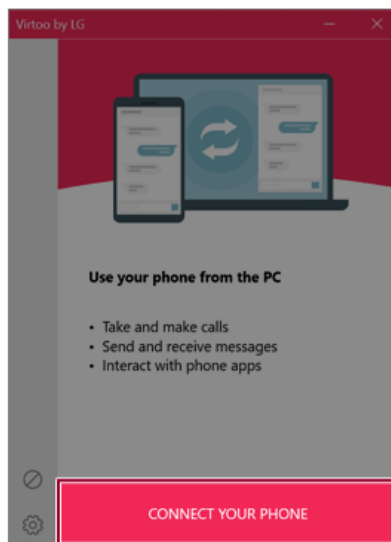 Virtoo by LG
Use your phone from the PC
• Take and make calls
• Send and receive messages
• Interact with phone apps
CONNECT YOUR PHONE